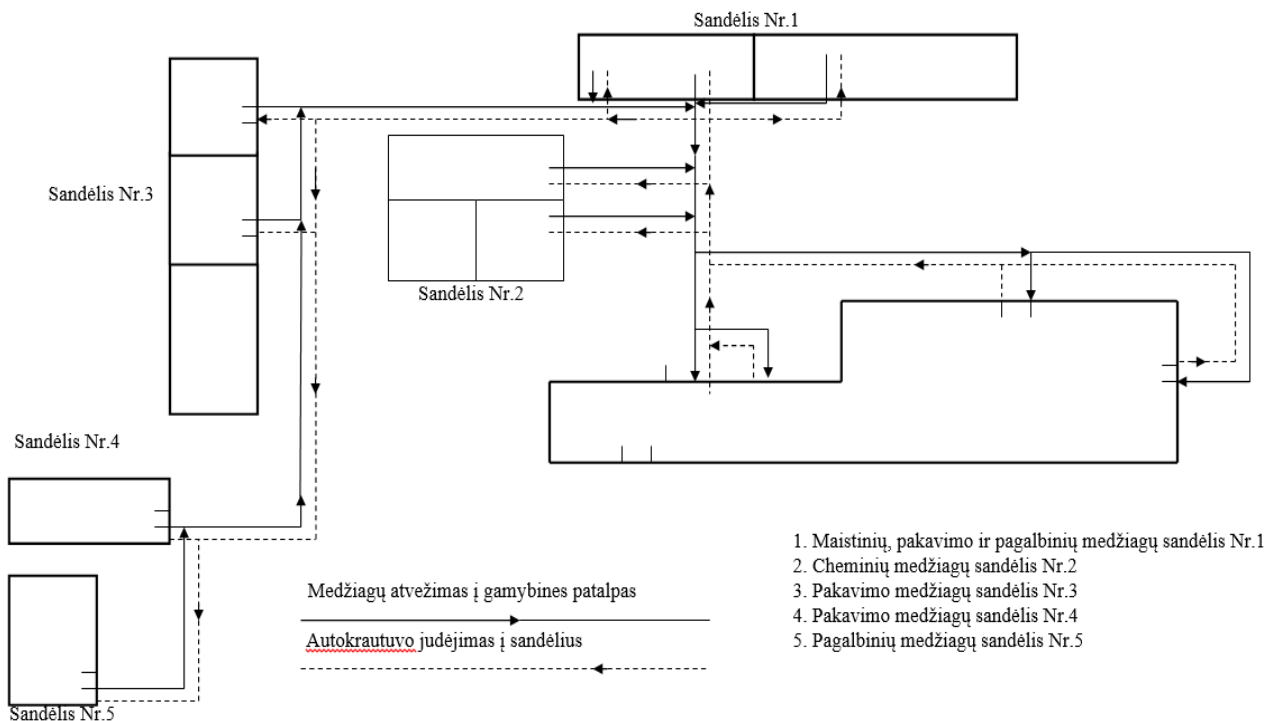 Sandėlis Nr.1
Sandėlis Nr.3
Sandėlis Nr.2
Sandėlis Nr.4
Sandėlis Nr.5
Medžiagų atvežimas į gamybines patalpas
Autokrautuvo judėjimas į sandėlius
1. Maistinių, pakavimo ir pagalbinių medžiagų sandėlis Nr.1
2. Cheminių medžiagų sandėlis Nr.2
3. Pakavimo medžiagų sandėlis Nr.3
4. Pakavimo medžiagų sandėlis Nr.4
5. Pagalbinių medžiagų sandėlis Nr.5